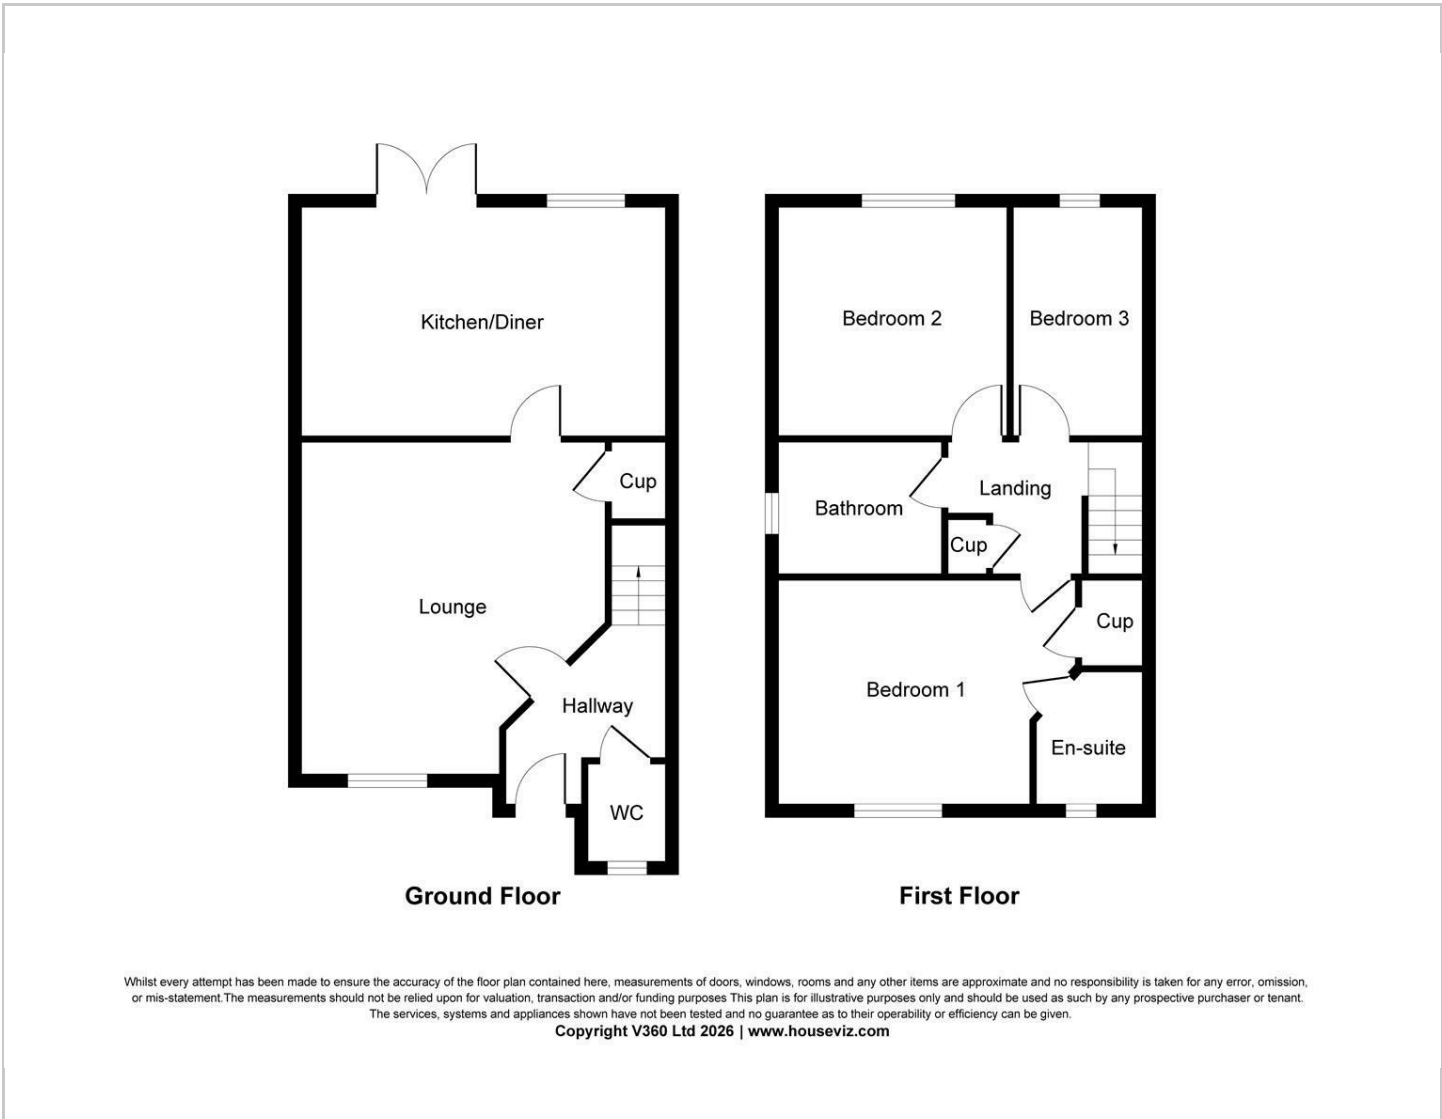 Kitchen/Diner
Cup
Lounge
Hallway
WC
Ground Floor
Bedroom 2
Bedroom 3
Landing
Bathroom
Cup
Cup
Bedroom 1
En-suite
First Floor
Whilst every attempt has been made to ensure the accuracy of the floor plan contained here, measurements of doors, windows, rooms and any other items are approximate and no responsibility is taken for any error, omission,
or mis-statement.The measurements should not be relied upon for valuation, transaction and/or funding purposes This plan is for illustrative purposes only and should be used as such by any prospective purchaser or tenant.
The services, systems and appliances shown have not been tested and no guarantee as to their operability or efficiency can be given.
Copyright V360 Ltd 2026 | www.houseviz.com